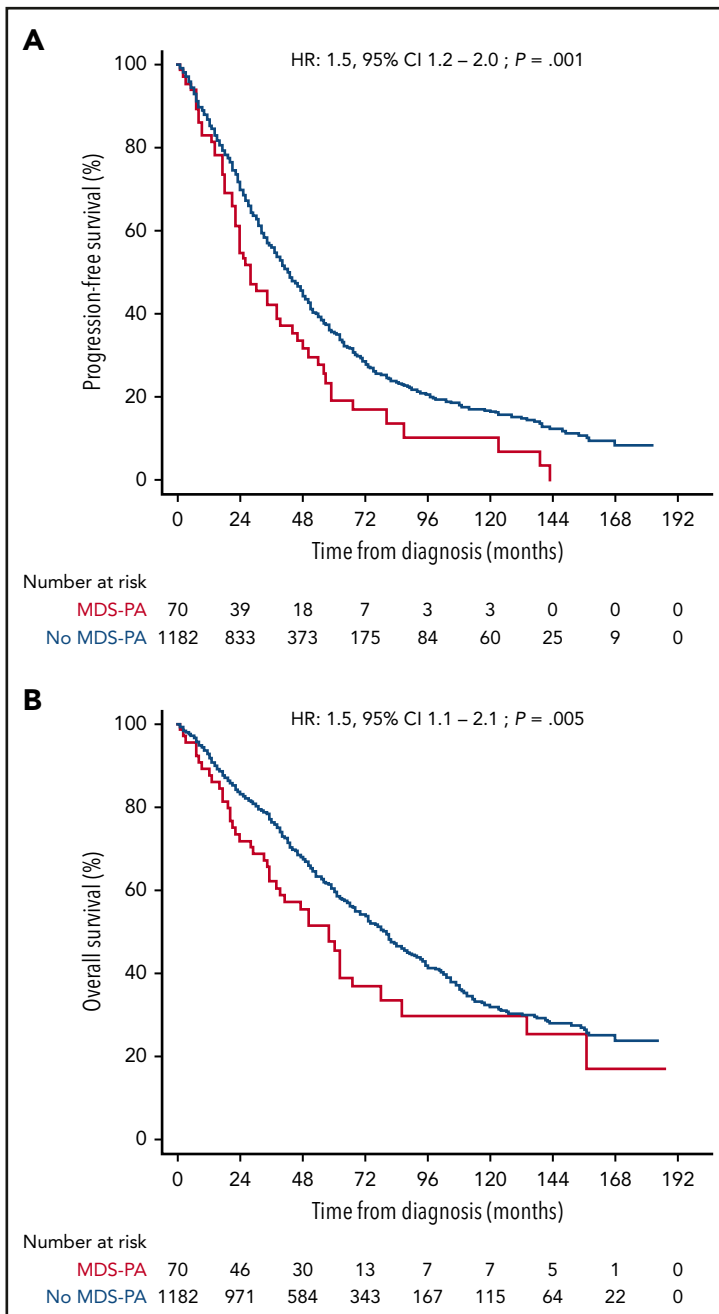 A
HR: 1.5, 95% CI 1.2 – 2.0 ; P = .001
Progression-free survival (%)
100
80
60
40
20
0
0 24 48 72 96 120 144 168 192
Time from diagnosis (months)
Number at risk
MDS-PA 70 39 18 7 3 3 0 0 0
No MDS-PA 1182 833 373 175 84 60 25 9 0
B
HR: 1.5, 95% CI 1.1 – 2.1 ; P = .005
Overall survival (%)
100
80
60
40
20
0
0 24 48 72 96 120 144 168 192
Time from diagnosis (months)
Number at risk
MDS-PA 70 46 30 13 7 7 5 1 0
No MDS-PA 1182 971 584 343 167 115 64 22 0